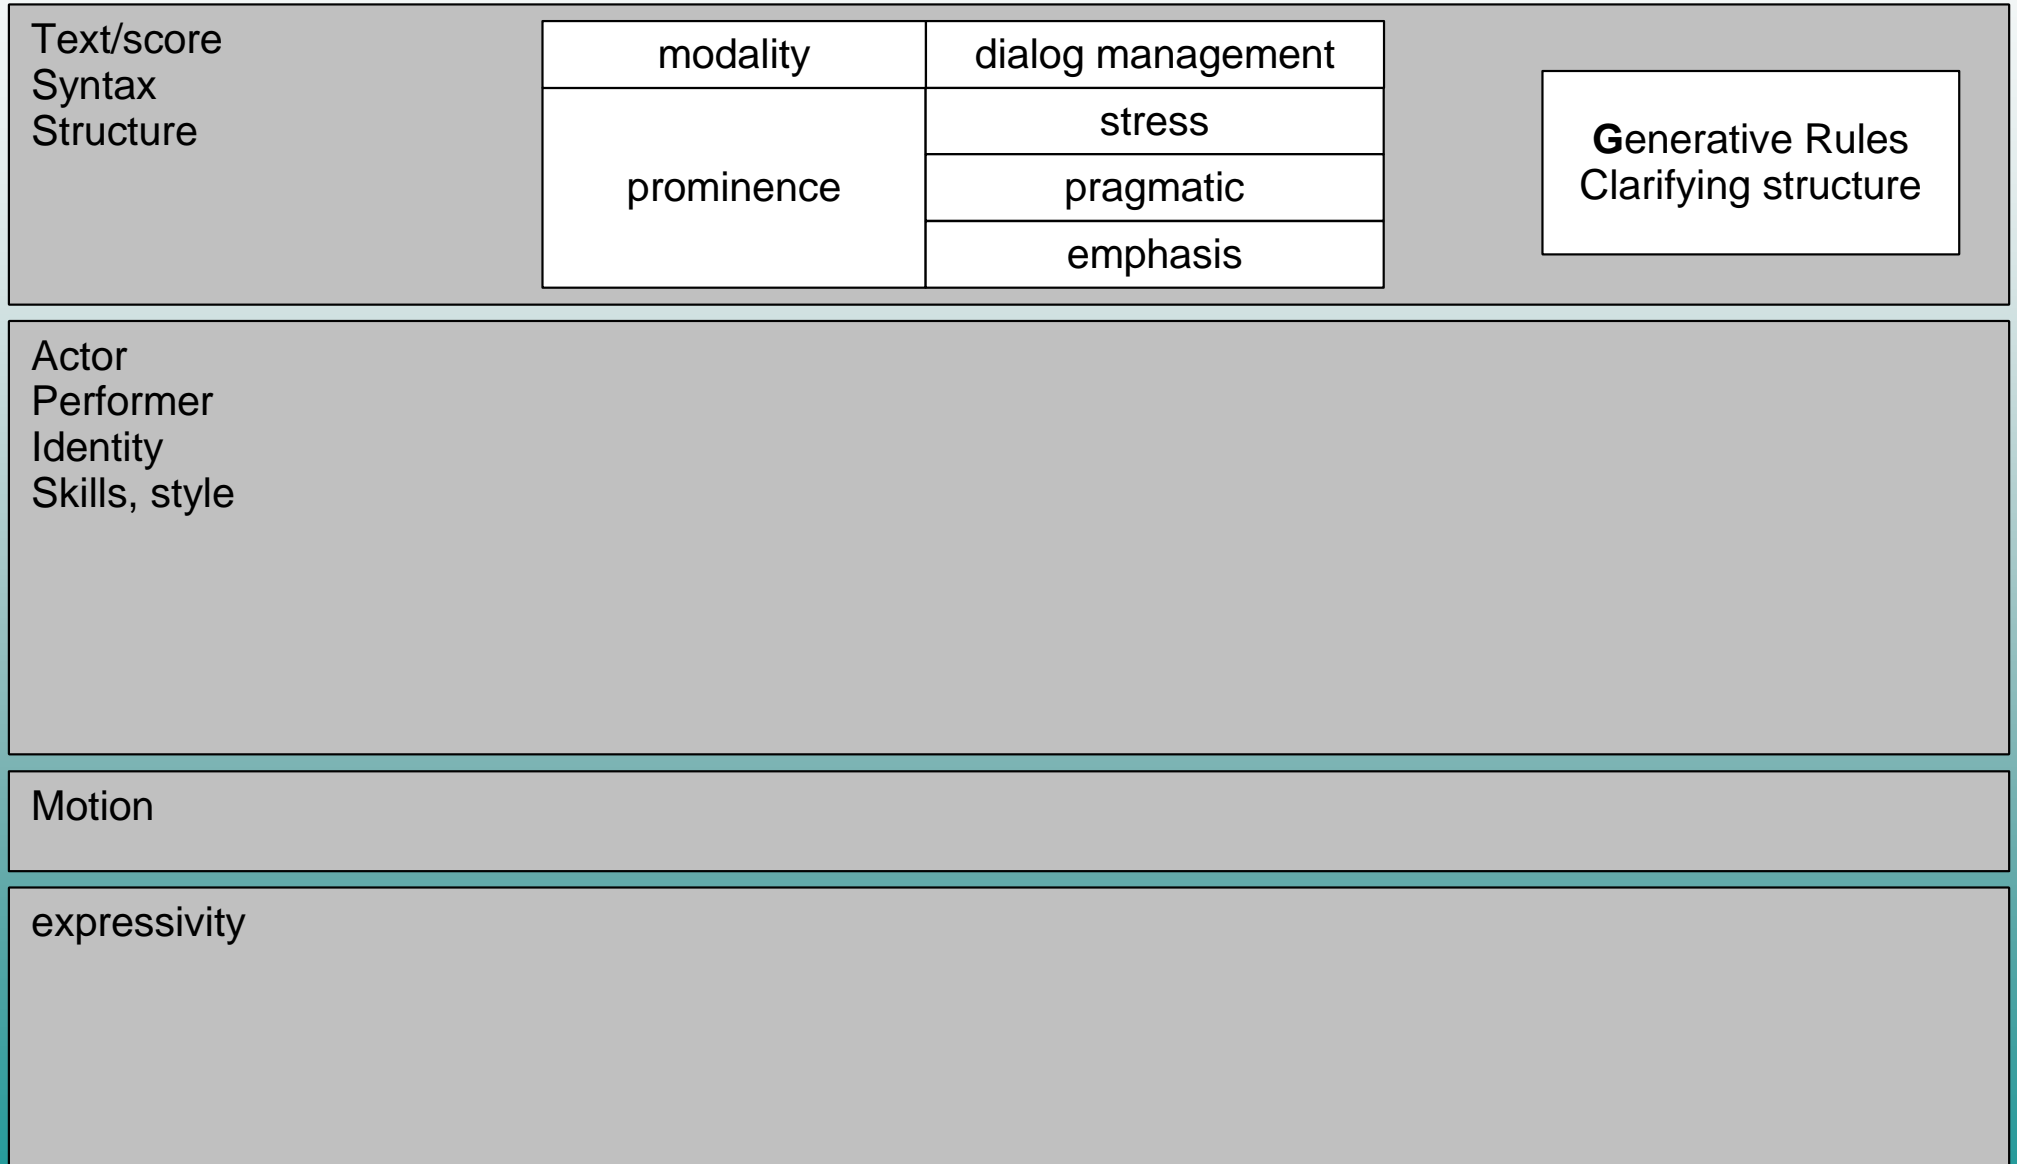 Text/score
Syntax
Structure
modality
dialog management
prominence
stress
pragmatic
emphasis
Generative Rules
Clarifying structure
Actor
Performer
Identity
Skills, style
Motion
expressivity